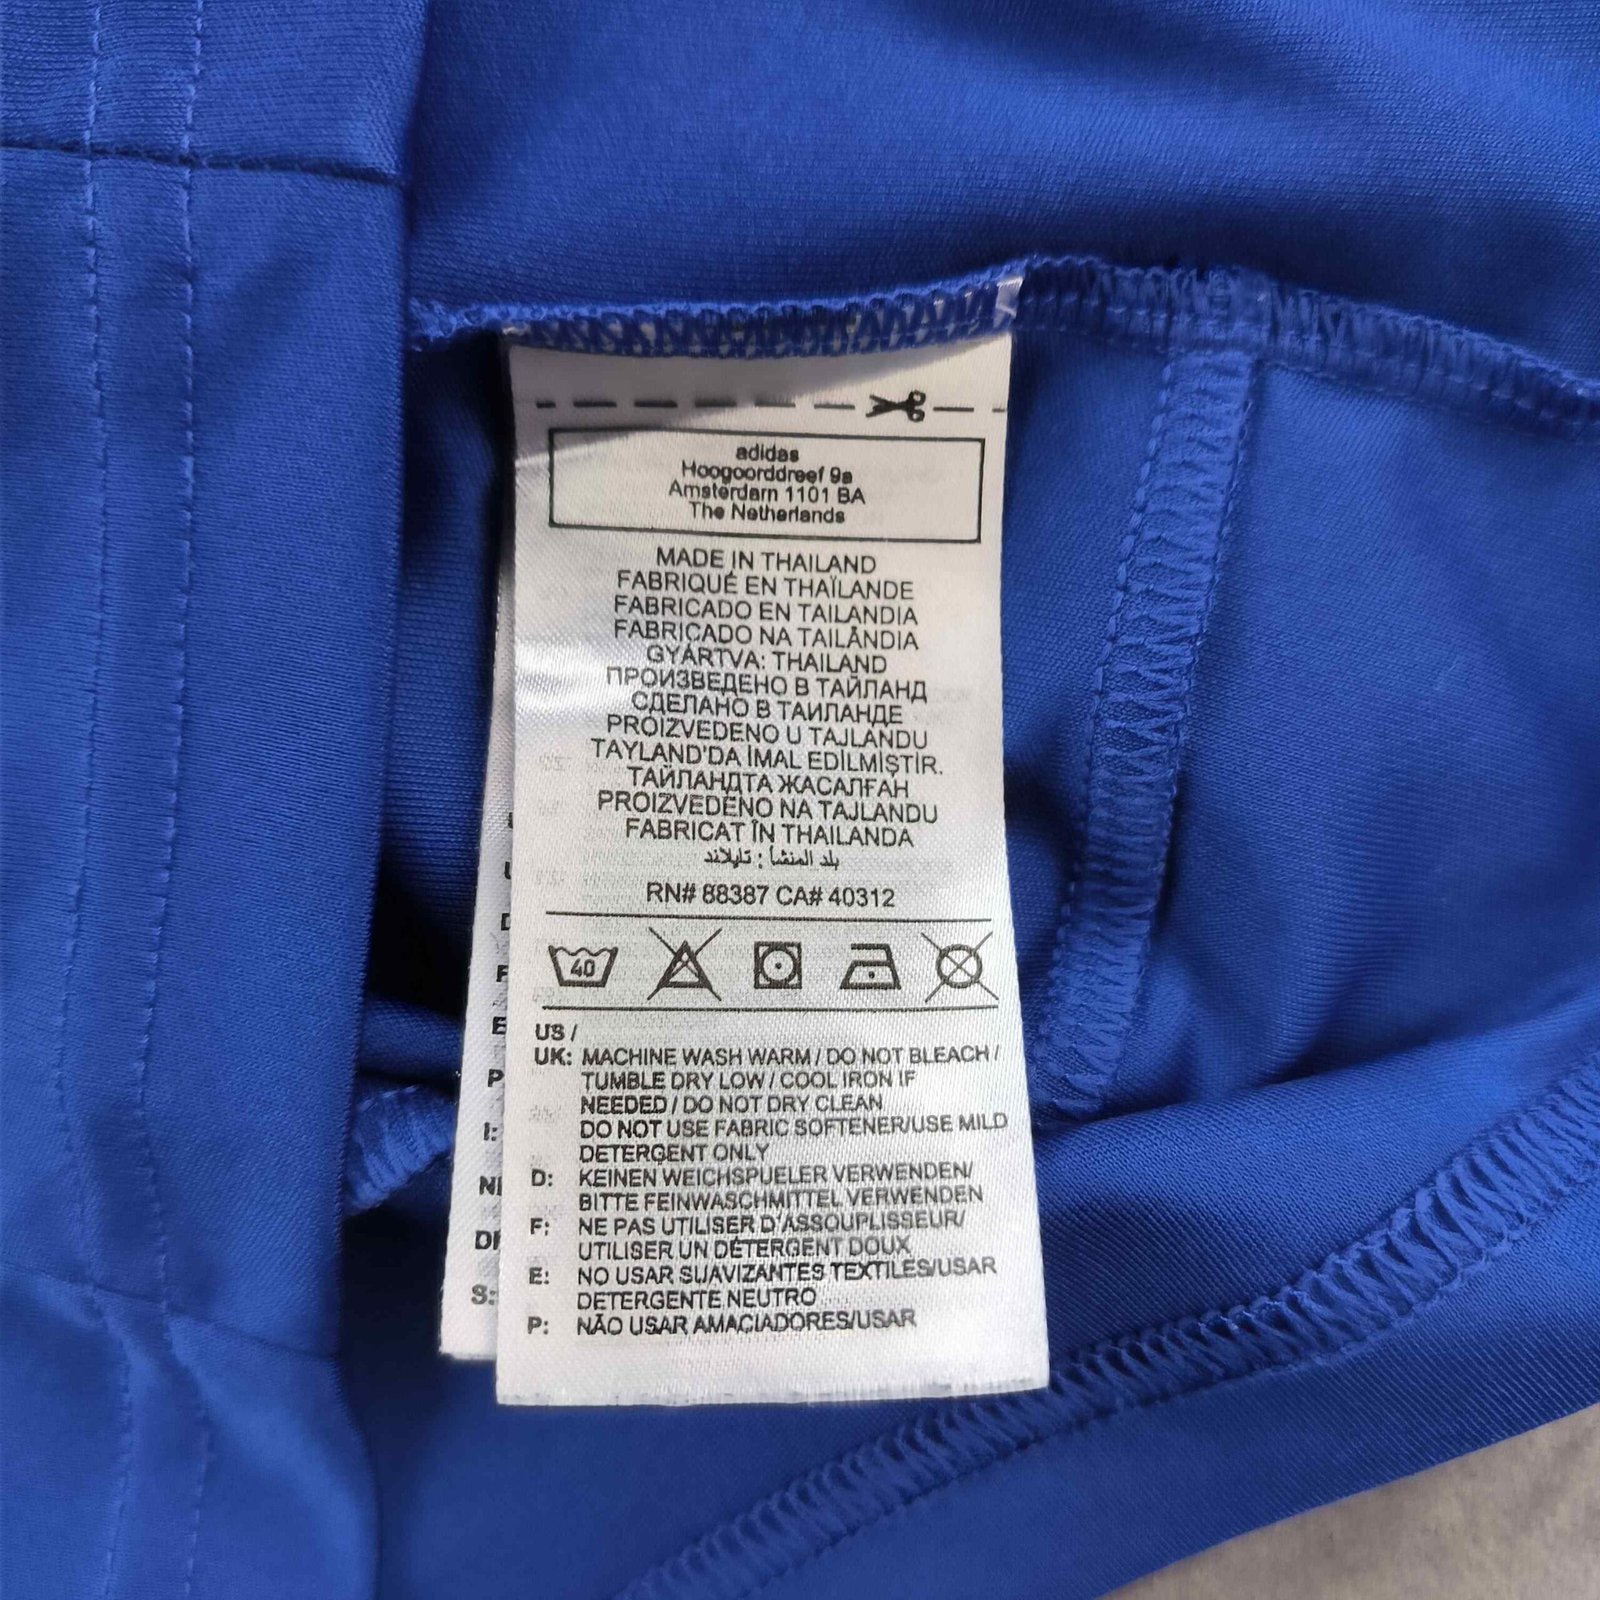 adidas
Hoogoorddreef 9a
Amsterdam 1101 BA
The Netherlands
MADE IN THAILAND
FABRIQUÉ EN THAÏLANDE
FABRICADO EN TAILANDIA
FABRICADO NA TAILÂNDIA
GYÁRTVA: THAILAND
ПРОИЗВЕДЕНО В ТАЙЛАНД
СДЕЛАНО В ТАИЛАНДЕ
PROIZVEDENO U TAJLANDU
TAYLAND'DA İMAL EDİLMİŞTİR.
ТАЙЛАНДТА ЖАСАЛҒАН
PROIZVEDENO NA TAJLANDU
FABRICAT ÎN THAILANDA
بلد المنشأ : تايلاند
RN# 88387 CA# 40312
40
US /
UK: MACHINE WASH WARM / DO NOT BLEACH /
TUMBLE DRY LOW / COOL IRON IF
NEEDED / DO NOT DRY CLEAN
DO NOT USE FABRIC SOFTENER/USE MILD
DETERGENT ONLY
D: KEINEN WEICHSPUELER VERWENDEN/
BITTE FEINWASCHMITTEL VERWENDEN
F: NE PAS UTILISER D'ASSOUPLISSEUR/
UTILISER UN DÉTERGENT DOUX
E: NO USAR SUAVIZANTES TEXTILES/USAR
DETERGENTE NEUTRO
P: NÃO USAR AMACIADORES/USAR
F
E
P
I:
S: